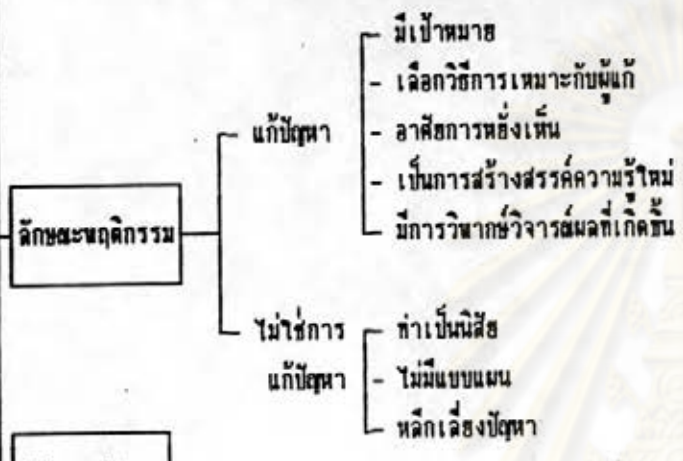 มีเป้าหมาย
- เลือกวิธีการเหมาะกับผู้แก้
แก้ปัญหา - อาศัยการหยั่งเห็น
- เป็นการสร้างสรรค์ความรู้ใหม่
ลักษณะพฤติกรรม
มีการวิพากษ์วิจารณ์ผลที่เกิดขึ้น
ไม่ใช่การ ทำเป็นนิสัย
แก้ปัญหา - ไม่มีแบบแผน
หลีกเลี่ยงปัญหา